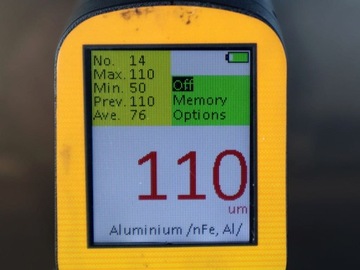 No. 14
Max. 110
Min. 50
Prev. 110
Ave. 76
Off
Memory
Options
110
um
Aluminium /nFe, Al/